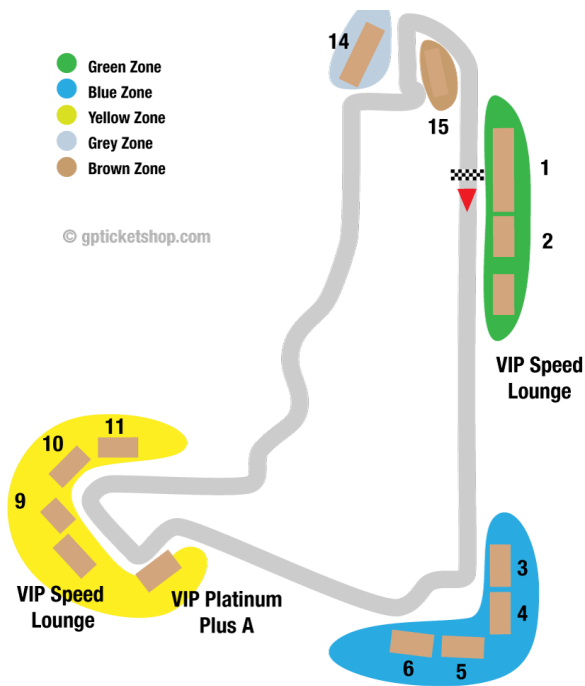 14
Green Zone
Blue Zone
Yellow Zone
Grey Zone
Brown Zone
15
1
2
© gpticketshop.com
VIP Speed
Lounge
11
10
9
VIP Speed
Lounge
VIP Platinum
Plus A
3
4
6
5